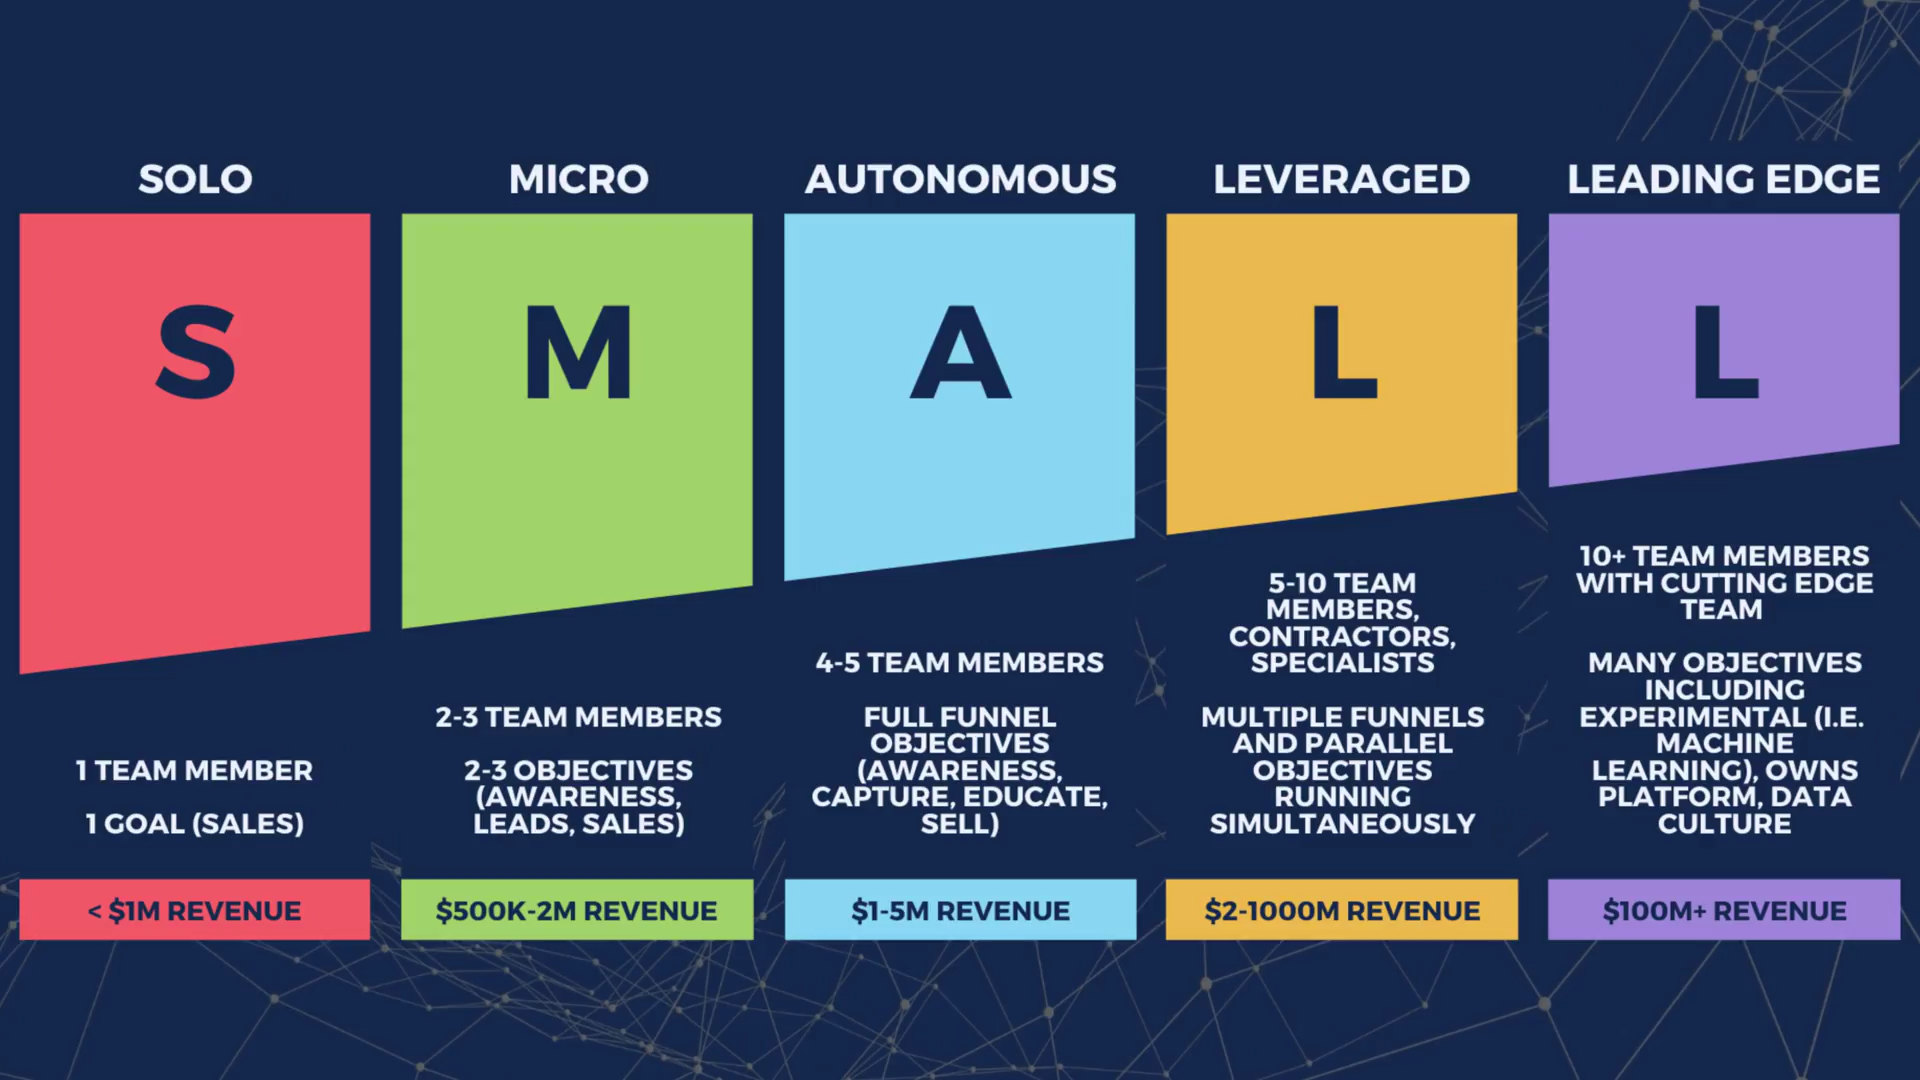 SOLO
MICRO
AUTONOMOUS
LEVERAGED
LEADING EDGE
S
M
A
L
L
1 TEAM MEMBER
1 GOAL (SALES)
2-3 TEAM MEMBERS
2-3 OBJECTIVES
(AWARENESS,
LEADS, SALES)
4-5 TEAM MEMBERS
FULL FUNNEL
OBJECTIVES
(AWARENESS,
CAPTURE, EDUCATE,
SELL)
5-10 TEAM
MEMBERS,
CONTRACTORS,
SPECIALISTS
MULTIPLE FUNNELS
AND PARALLEL
OBJECTIVES
RUNNING
SIMULTANEOUSLY
10+ TEAM MEMBERS
WITH CUTTING EDGE
TEAM
MANY OBJECTIVES
INCLUDING
EXPERIMENTAL (I.E.
MACHINE
LEARNING), OWNS
PLATFORM, DATA
CULTURE
< $1M REVENUE
$500K-2M REVENUE
$1-5M REVENUE
$2-1000M REVENUE
$100M+ REVENUE